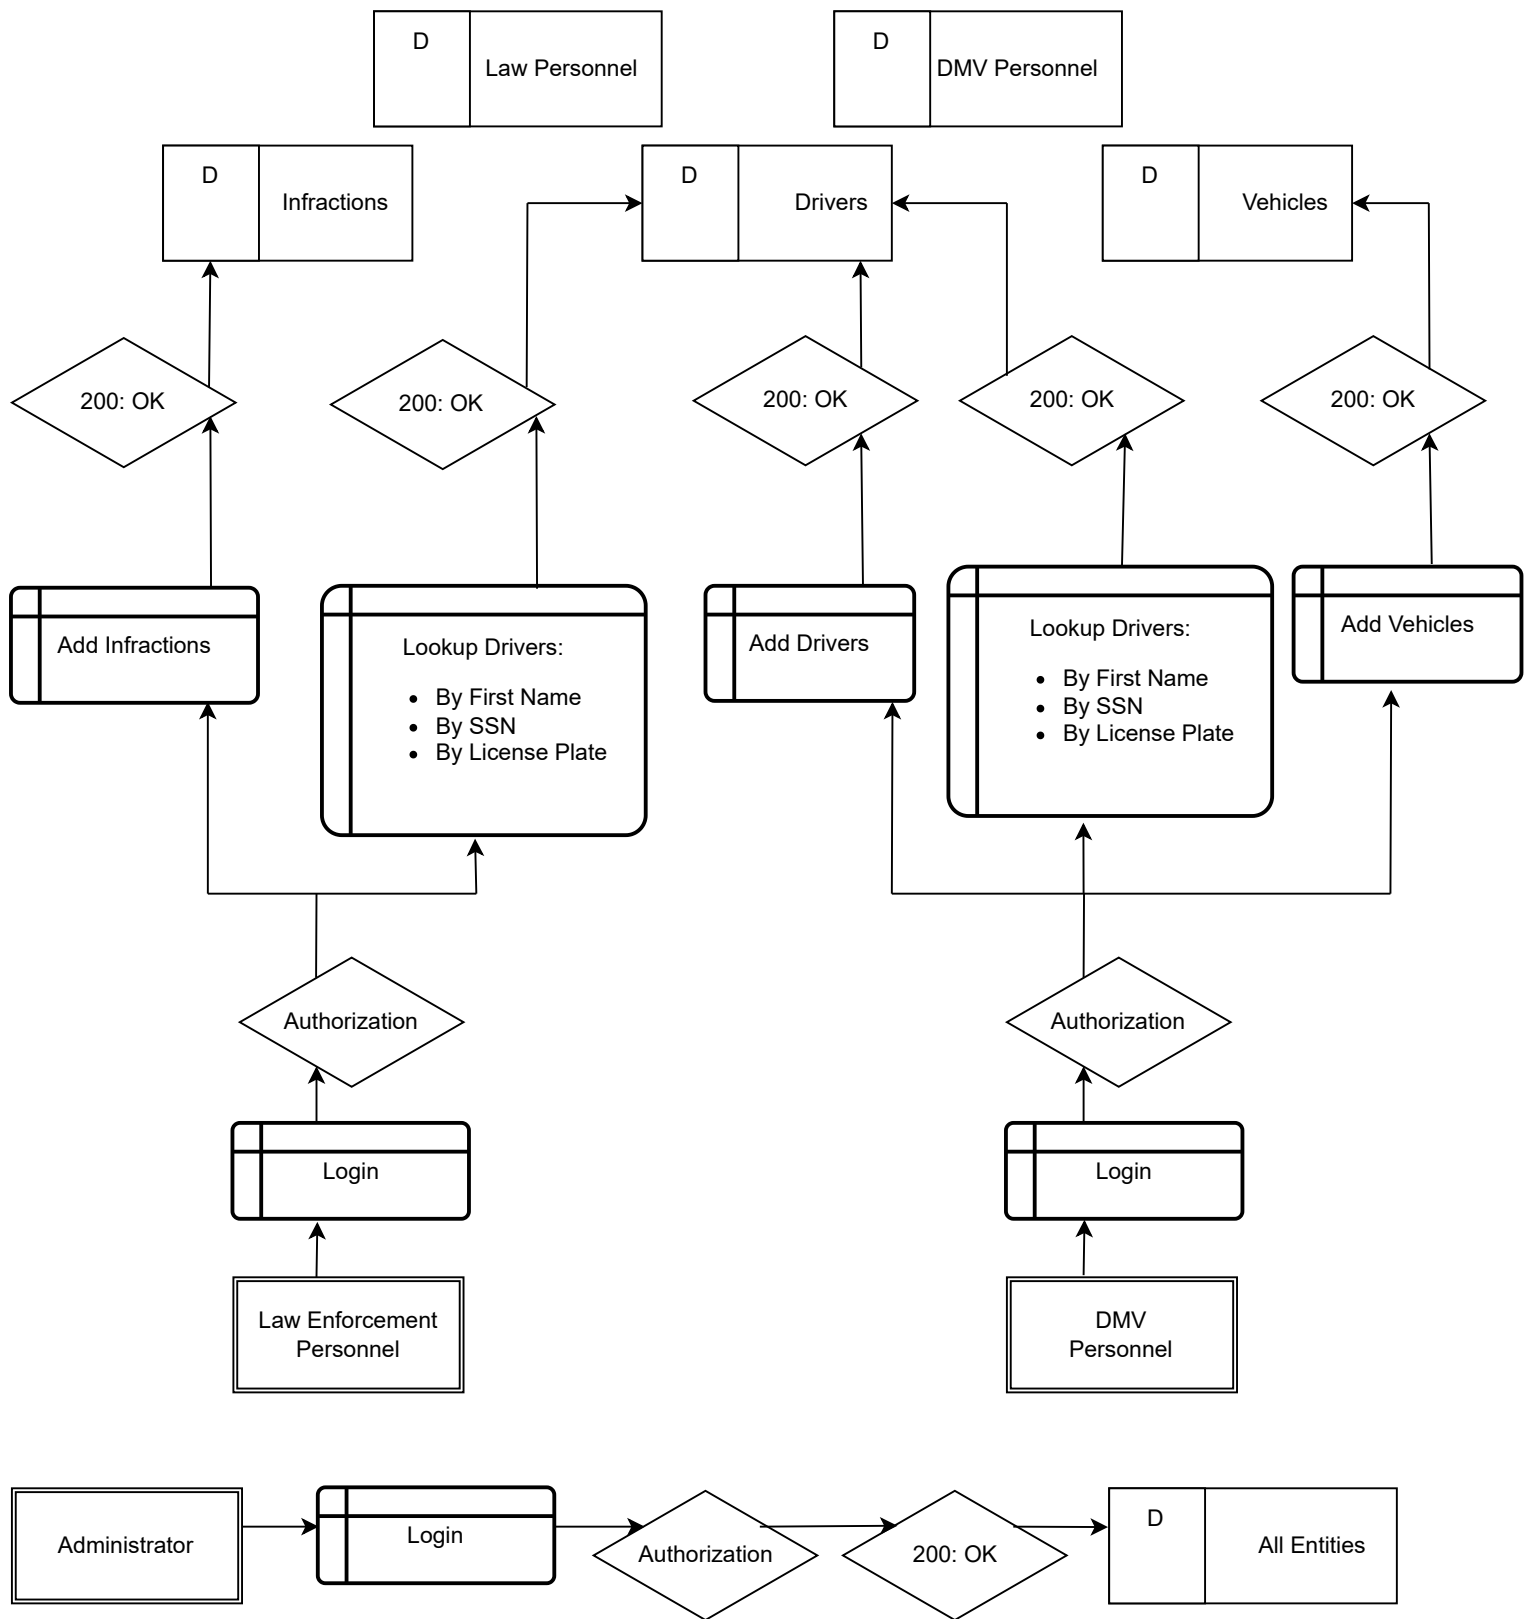 D
Law Personnel
D
DMV Personnel
D
Infractions
D
Drivers
D
Vehicles
200: OK
200: OK
200: OK
200: OK
200: OK
Add Infractions
Lookup Drivers:
• By First Name
• By SSN
• By License Plate
Add Drivers
Lookup Drivers:
• By First Name
• By SSN
• By License Plate
Add Vehicles
Authorization
Authorization
Login
Login
Law Enforcement
Personnel
DMV
Personnel
Administrator
Login
Authorization
200: OK
D
All Entities